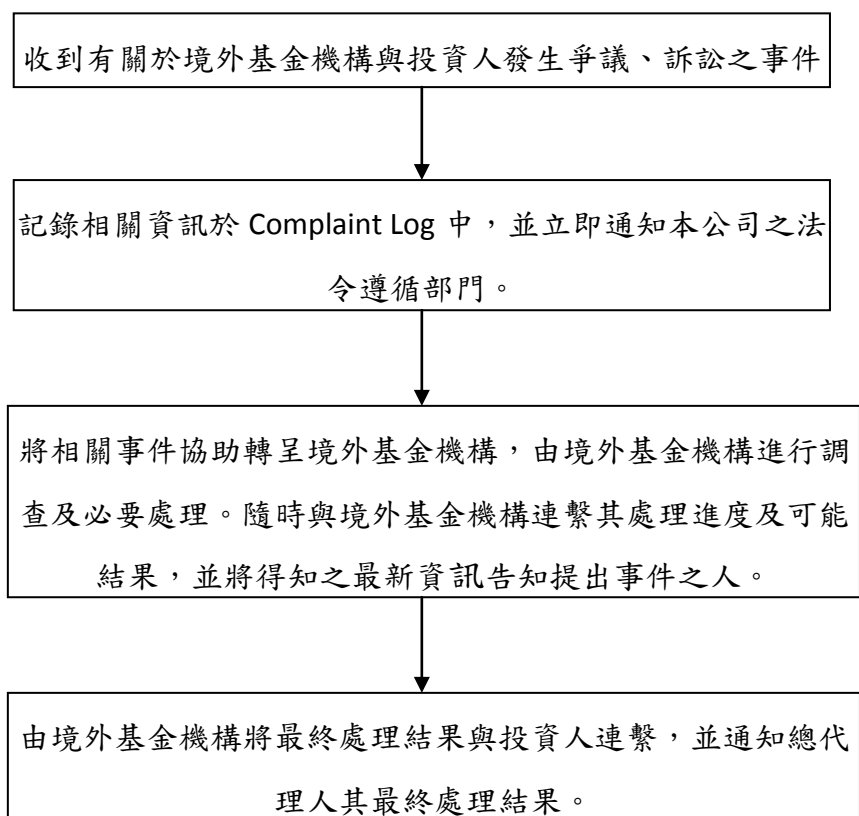 收到有關於境外基金機構與投資人發生爭議、訴訟之事件
記錄相關資訊於 Complaint Log 中，並立即通知本公司之法
令遵循部門。
將相關事件協助轉呈境外基金機構，由境外基金機構進行調
查及必要處理。隨時與境外基金機構連繫其處理進度及可能
結果，並將得知之最新資訊告知提出事件之人。
由境外基金機構將最終處理結果與投資人連繫，並通知總代
理人其最終處理結果。